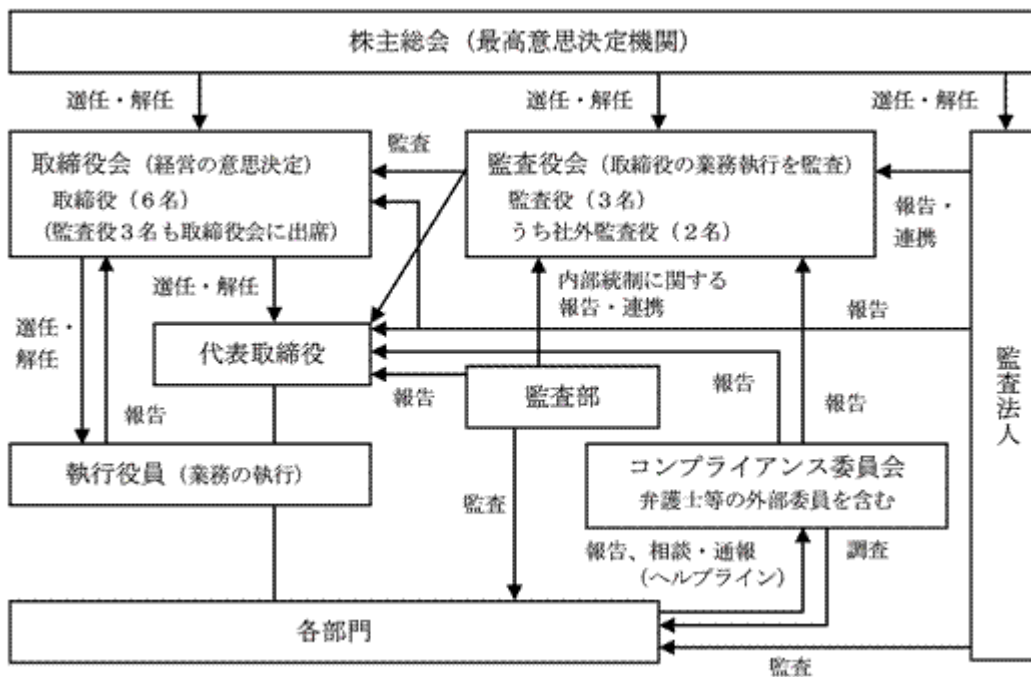 株主総会（最高意思決定機関）
選任・解任
選任・解任
選任・解任
取締役会（経営の意思決定）
取締役（６名）
（監査役３名も取締役会に出席）
監査
監査役会（取締役の業務執行を監査）
監査役（３名）
うち社外監査役（２名）
報告・
連携
選任・解任
内部統制に関する
報告・連携
選任・
解任
代表取締役
報告
監査部
報告
報告
報告
監査法人
報告
執行役員（業務の執行）
コンプライアンス委員会
弁護士等の外部委員を含む
監査
報告、相談・通報
（ヘルプライン）
調査
各部門
監査